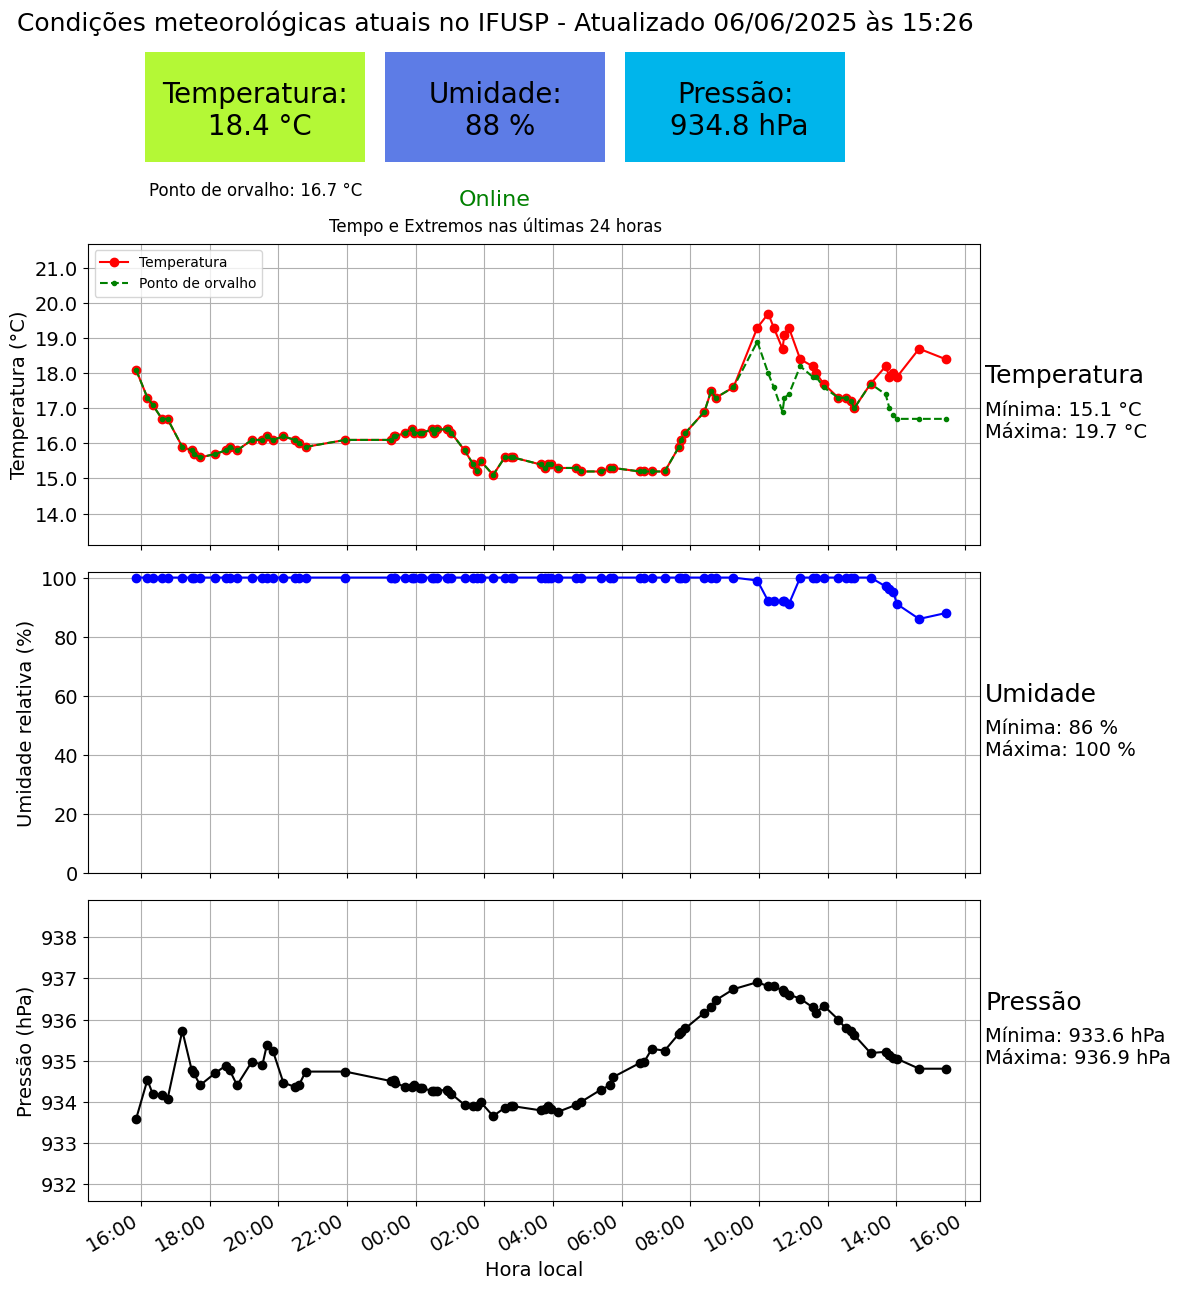 Condições meteorológicas atuais no IFUSP - Atualizado 06/06/2025 às 15:26
Temperatura:
18.4 °C
Umidade:
88 %
Pressão:
934.8 hPa
Ponto de orvalho: 16.7 °C
Online
Tempo e Extremos nas últimas 24 horas
Temperatura
Ponto de orvalho
Temperatura (°C)
21.0
20.0
19.0
18.0
17.0
16.0
15.0
14.0
Temperatura
Mínima: 15.1 °C
Máxima: 19.7 °C
Umidade relativa (%)
100
80
60
40
20
0
Umidade
Mínima: 86 %
Máxima: 100 %
Pressão (hPa)
938
937
936
935
934
933
932
Pressão
Mínima: 933.6 hPa
Máxima: 936.9 hPa
16:00 18:00 20:00 22:00 00:00 02:00 04:00 06:00 08:00 10:00 12:00 14:00 16:00
Hora local